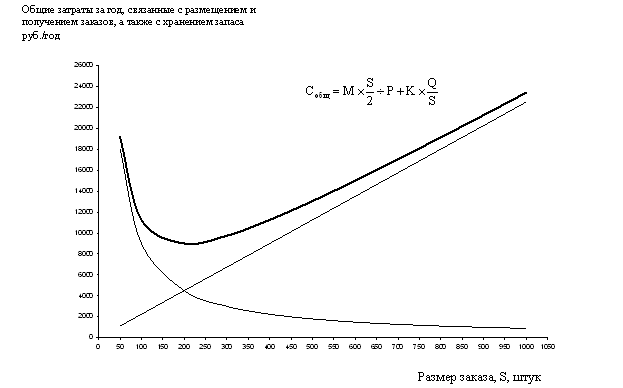 Общие затраты за год, связанные с размещением и
получением заказов, а также с хранением запаса
руб./год
C общ = M × S/2 ÷ P + K × Q/S
26000
24000
22000
20000
18000
16000
14000
12000
10000
8000
6000
4000
2000
0
0 50 100 150 200 250 300 350 400 450 500 550 600 650 700 750 800 850 900 950 1000 1050
Размер заказа, S, штук